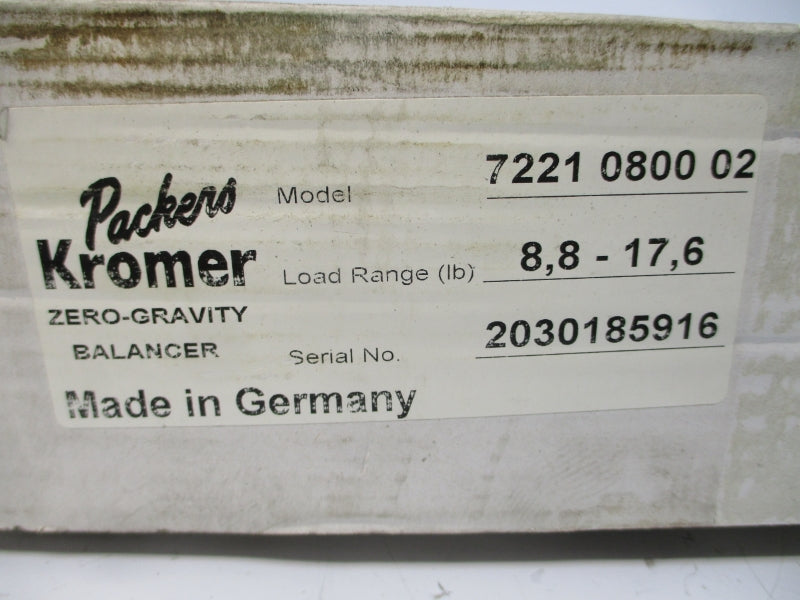 Packers
Kromer
ZERO-GRAVITY
BALANCER
Made in Germany
Model 7221 0800 02
Load Range (lb) 8,8 - 17,6
Serial No. 2030185916